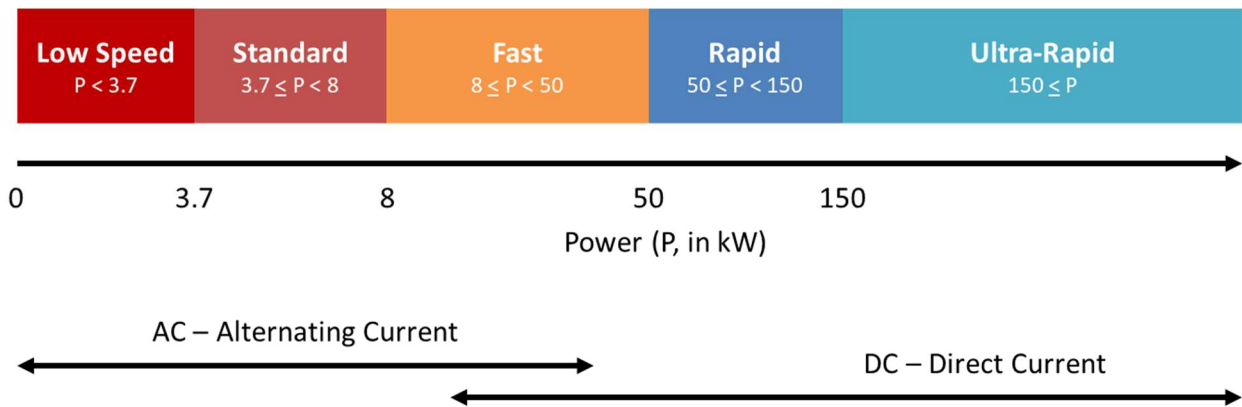 Low Speed
P < 3.7
Standard
3.7 ≤ P < 8
Fast
8 ≤ P < 50
Rapid
50 ≤ P < 150
Ultra-Rapid
150 ≤ P
0 3.7 8 50 150
Power (P, in kW)
AC – Alternating Current
DC – Direct Current